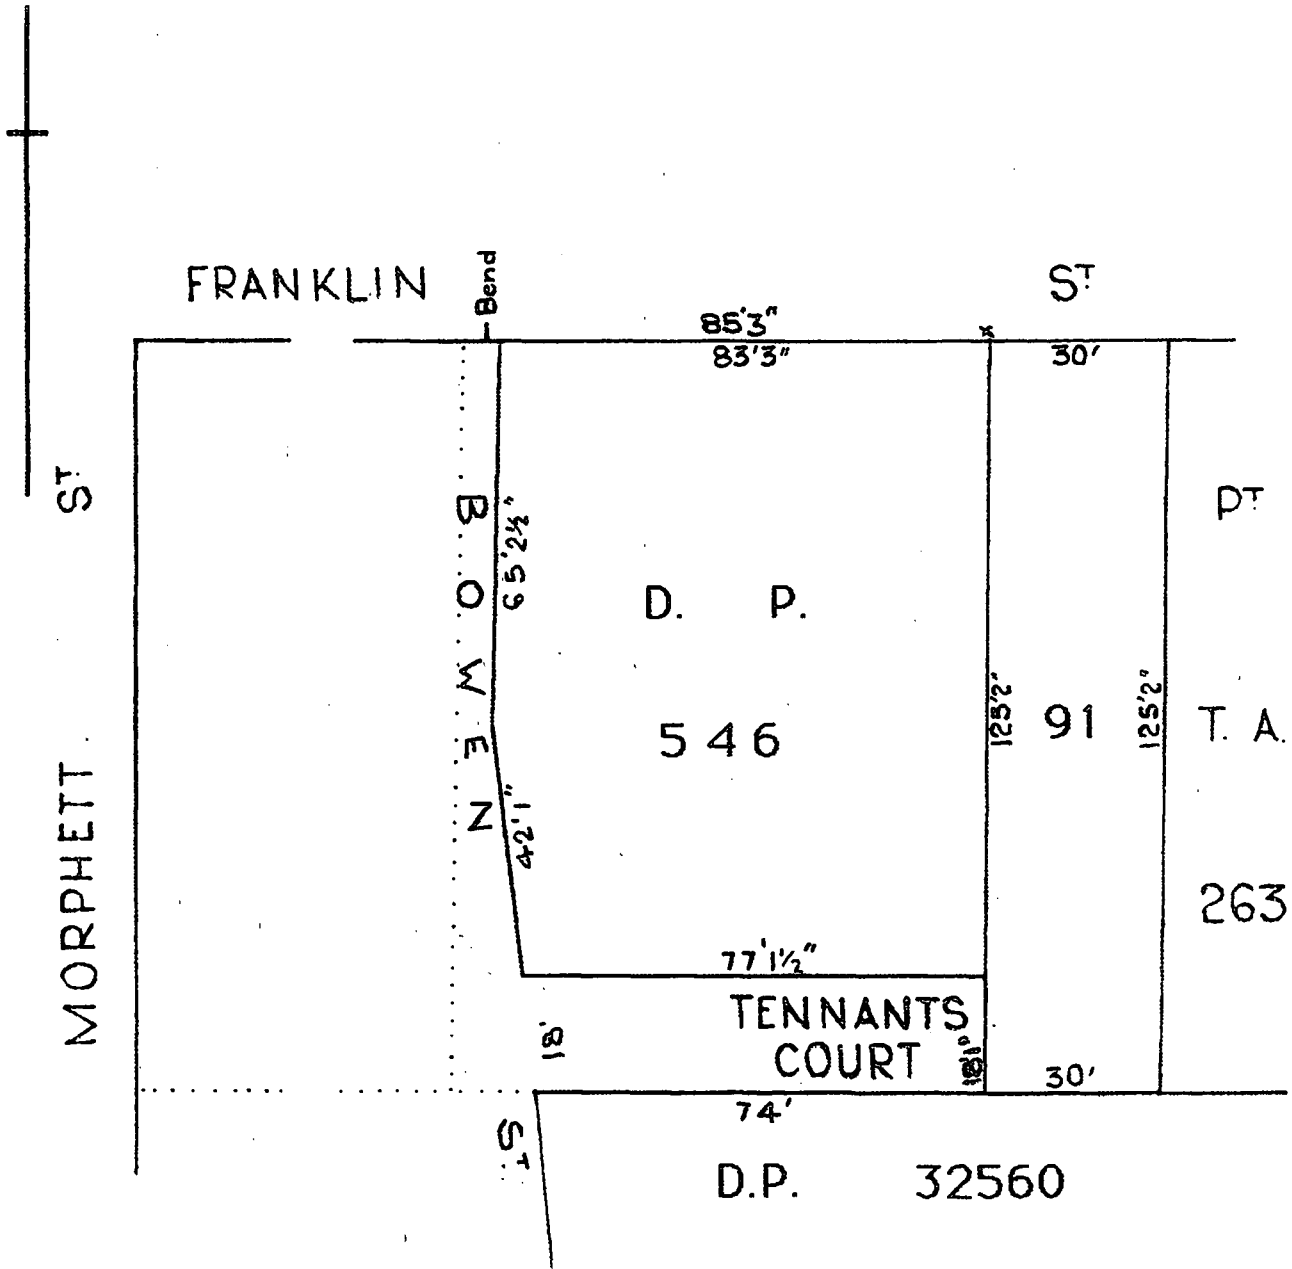 Bend
FRANKLIN ST.
85'3"
83'3"
30'
MORPHETT ST.
BOWEN ST.
65'2½"
42'1"
D. P.
546
125'2"
91
125'2"
PT.
T. A.
263
77'1½"
TENNANTS
COURT
18'
18'1"
30'
74'
D.P. 32560